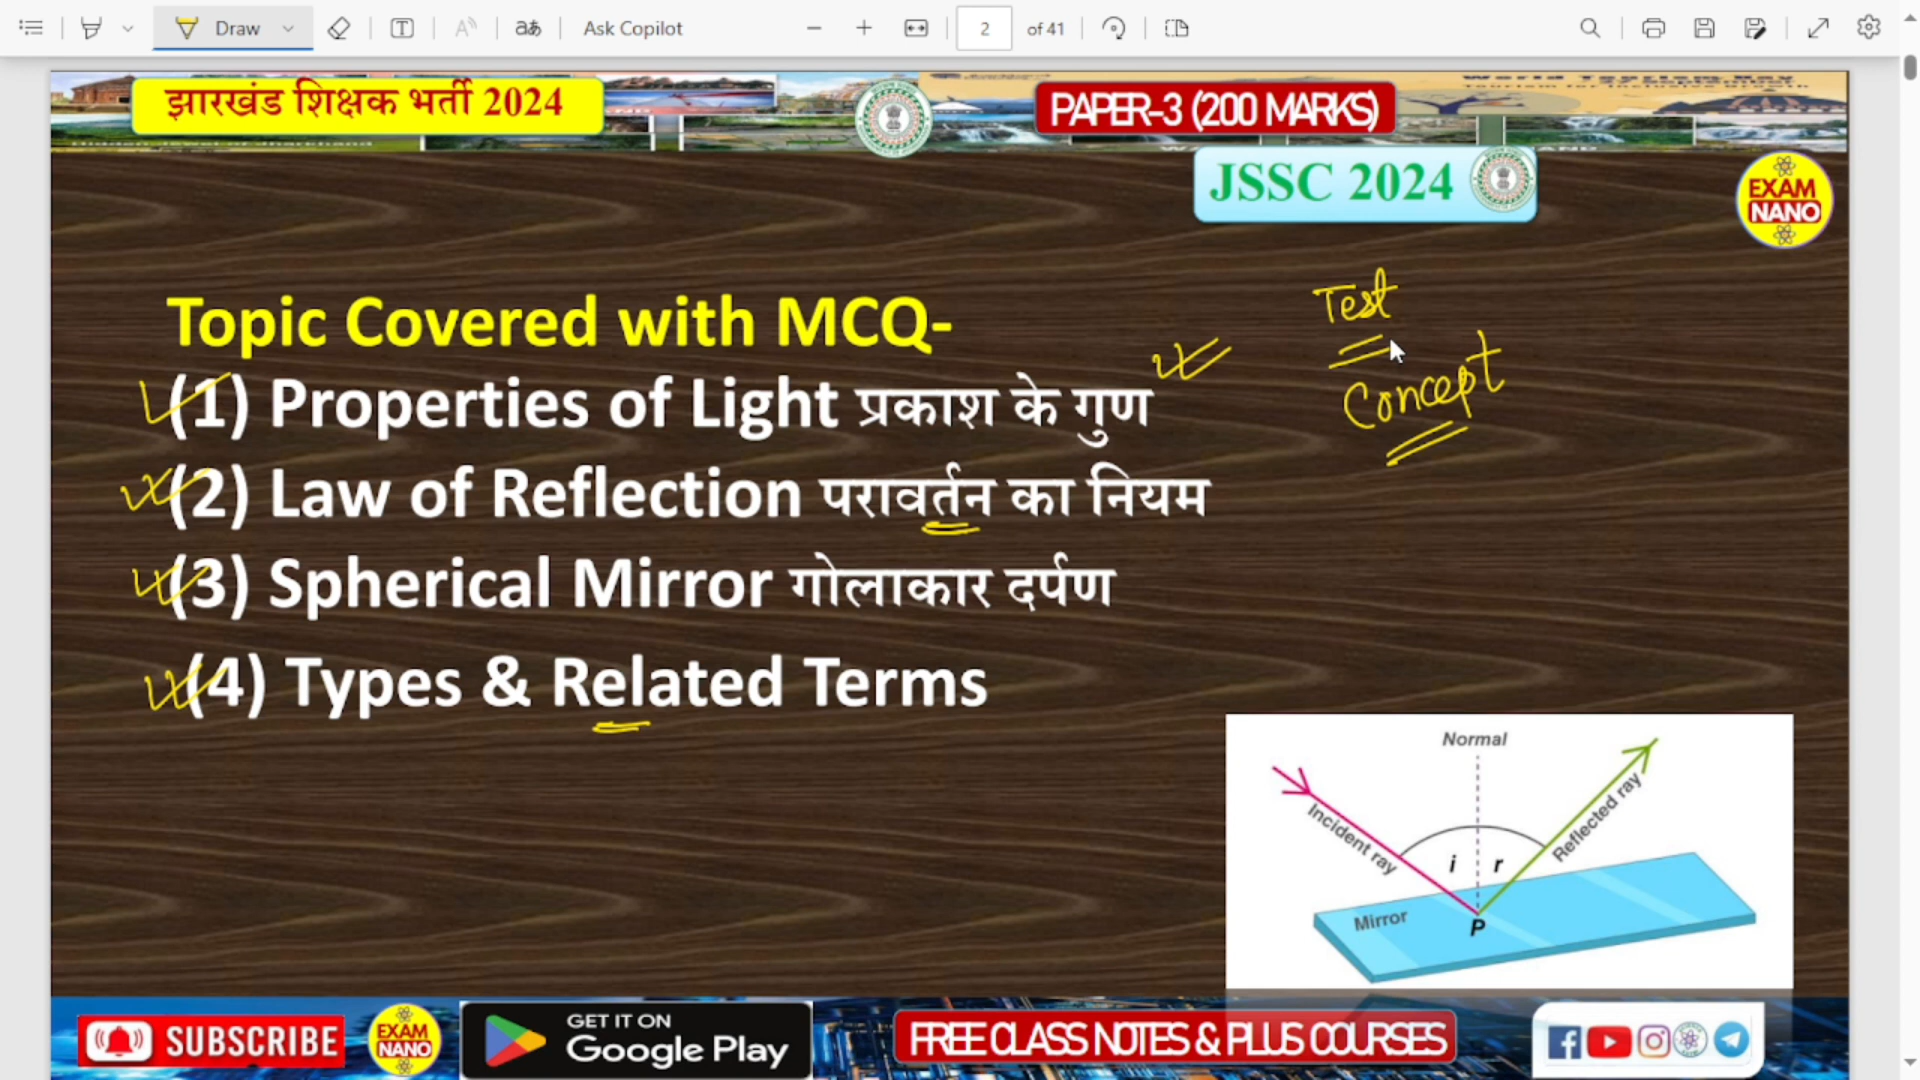 Draw
Ask Copilot
2 of 41
झारखंड शिक्षक भर्ती 2024
PAPER-3 (200 MARKS)
JSSC 2024
EXAM
NANO
Test
Concept
Topic Covered with MCQ-
(1) Properties of Light प्रकाश के गुण
(2) Law of Reflection परावर्तन का नियम
(3) Spherical Mirror गोलाकार दर्पण
(4) Types & Related Terms
Normal
Incident ray
Reflected ray
i r
Mirror
P
SUBSCRIBE
EXAM
NANO
GET IT ON
Google Play
FREE CLASS NOTES & PLUS COURSES